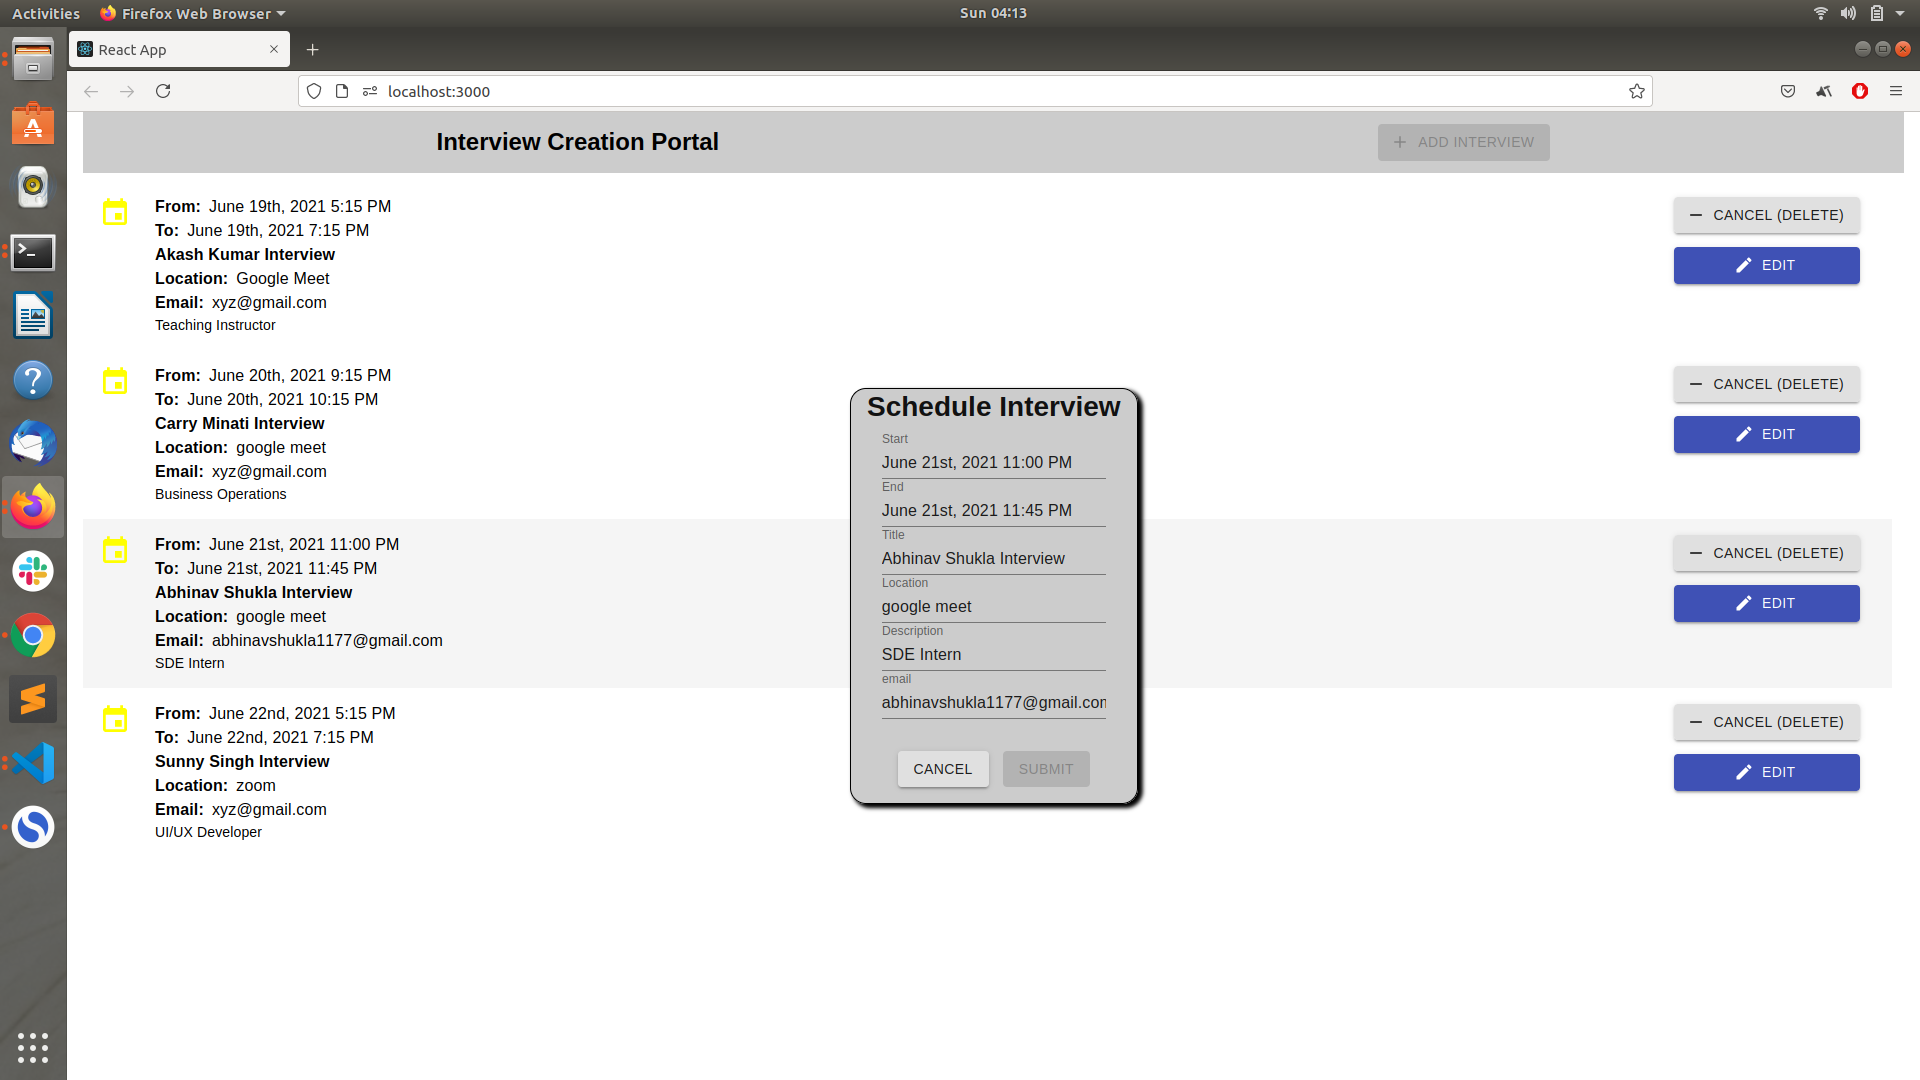 Activities
Firefox Web Browser
Sun 04:13
React App
localhost:3000
Interview Creation Portal
ADD INTERVIEW
From: June 19th, 2021 5:15 PM
To: June 19th, 2021 7:15 PM
Akash Kumar Interview
Location: Google Meet
Email: xyz@gmail.com
Teaching Instructor
CANCEL (DELETE)
EDIT
From: June 20th, 2021 9:15 PM
To: June 20th, 2021 10:15 PM
Carry Minati Interview
Location: google meet
Email: xyz@gmail.com
Business Operations
CANCEL (DELETE)
EDIT
From: June 21st, 2021 11:00 PM
To: June 21st, 2021 11:45 PM
Abhinav Shukla Interview
Location: google meet
Email: abhinavshukla1177@gmail.com
SDE Intern
CANCEL (DELETE)
EDIT
From: June 22nd, 2021 5:15 PM
To: June 22nd, 2021 7:15 PM
Sunny Singh Interview
Location: zoom
Email: xyz@gmail.com
UI/UX Developer
CANCEL (DELETE)
EDIT
Schedule Interview
Start
June 21st, 2021 11:00 PM
End
June 21st, 2021 11:45 PM
Title
Abhinav Shukla Interview
Location
google meet
Description
SDE Intern
email
abhinavshukla1177@gmail.com
CANCEL
SUBMIT